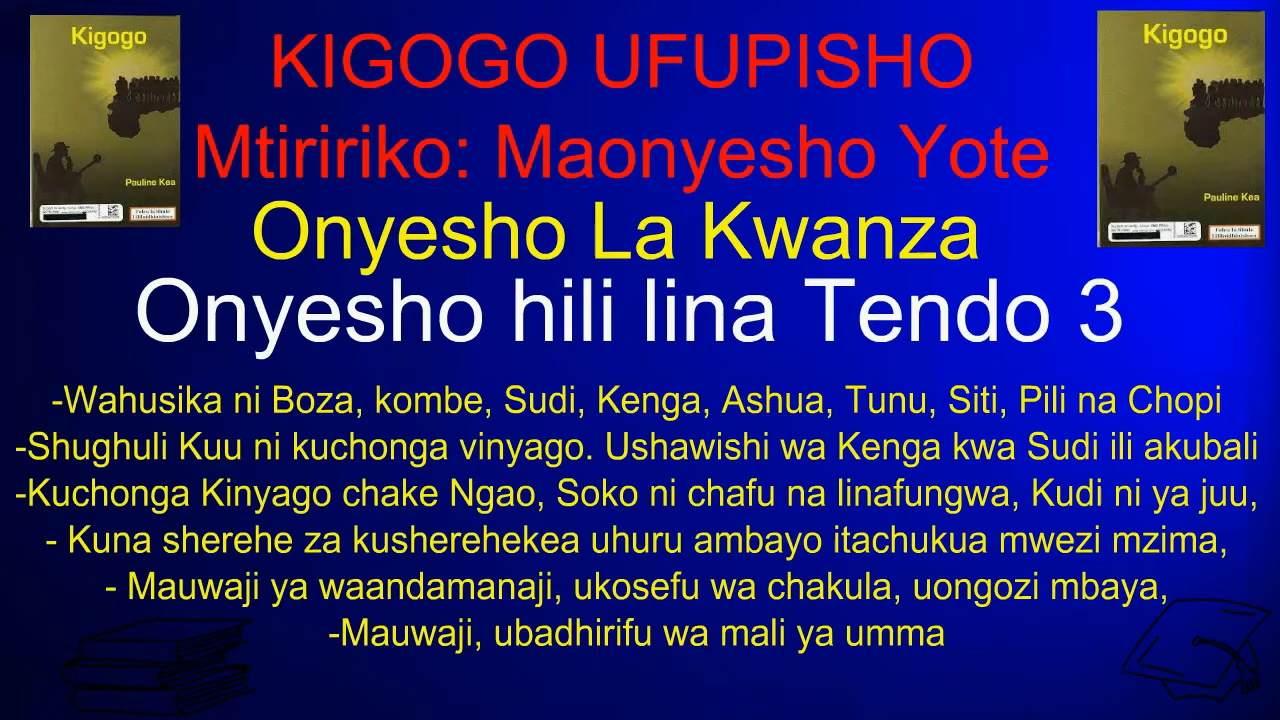 Kigogo
Pauline Kea
KIGOGO UFUPISHO
Mtiririko: Maonyesho Yote
Onyesho La Kwanza
Onyesho hili lina Tendo 3
Kigogo
Pauline Kea
-Wahusika ni Boza, kombe, Sudi, Kenga, Ashua, Tunu, Siti, Pili na Chopi
-Shughuli Kuu ni kuchonga vinyago. Ushawishi wa Kenga kwa Sudi ili akubali
-Kuchonga Kinyago chake Ngao, Soko ni chafu na linafungwa, Kudi ni ya juu,
- Kuna sherehe za kusherehekea uhuru ambayo itachukua mwezi mzima,
- Mauwaji ya waandamanaji, ukosefu wa chakula, uongozi mbaya,
-Mauwaji, ubadhirifu wa mali ya umma